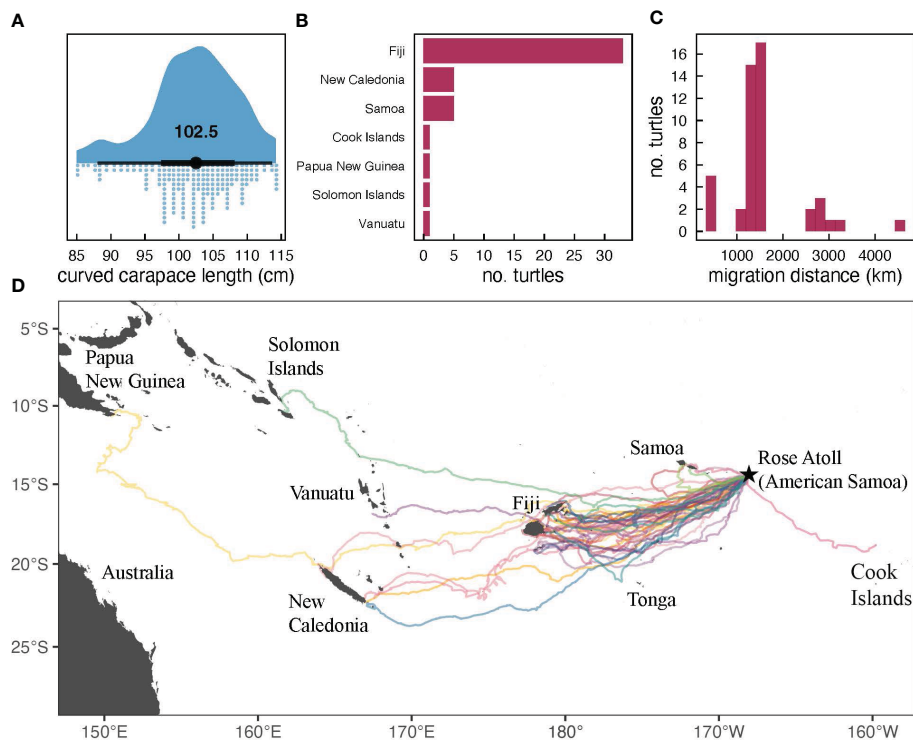 A
102.5
85 90 95 100 105 110 115
curved carapace length (cm)
B
Fiji
New Caledonia
Samoa
Cook Islands
Papua New Guinea
Solomon Islands
Vanuatu
0 5 10 15 20 25 30
no. turtles
C
no. turtles
16
14
12
10
8
6
4
2
0
1000 2000 3000 4000
migration distance (km)
D
5°S
10°S
15°S
20°S
25°S
Papua
New Guinea
Solomon
Islands
Samoa
Rose Atoll
(American Samoa)
Vanuatu
Fiji
Australia
New
Caledonia
Tonga
Cook
Islands
150°E 160°E 170°E 180° 170°W 160°W